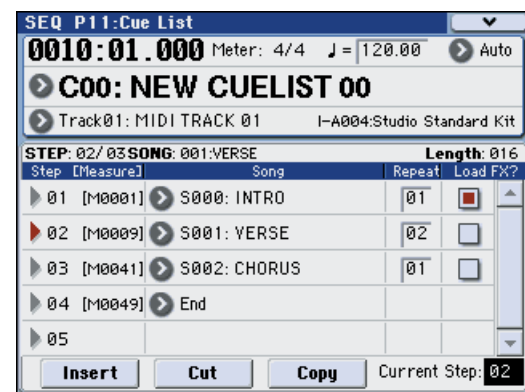 SEQ P11:Cue List
0010:01.000 Meter: 4/4 ♩= 120.00 Auto
C00: NEW CUELIST 00
Track01: MIDI TRACK 01 I-A004:Studio Standard Kit
STEP: 02/03 SONG: 001:VERSE Length: 016
Step [Measure] Song Repeat Load FX?
01 [M0001] S000: INTRO 01
02 [M0009] S001: VERSE 02
03 [M0041] S002: CHORUS 01
04 [M0049] End
05
Insert Cut Copy Current Step: 02